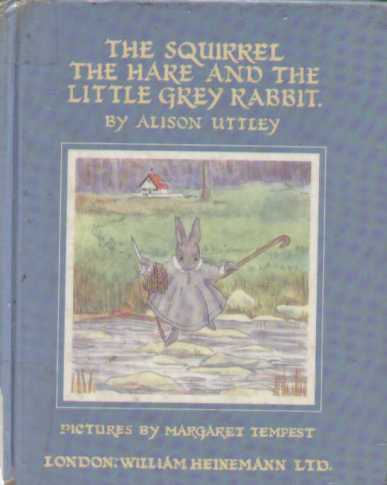 THE SQUIRREL
THE HARE AND THE
LITTLE GREY RABBIT.
BY ALISON UTTLEY
PICTURES BY MARGARET TEMPEST
LONDON: WILLIAM HEINEMANN LTD.